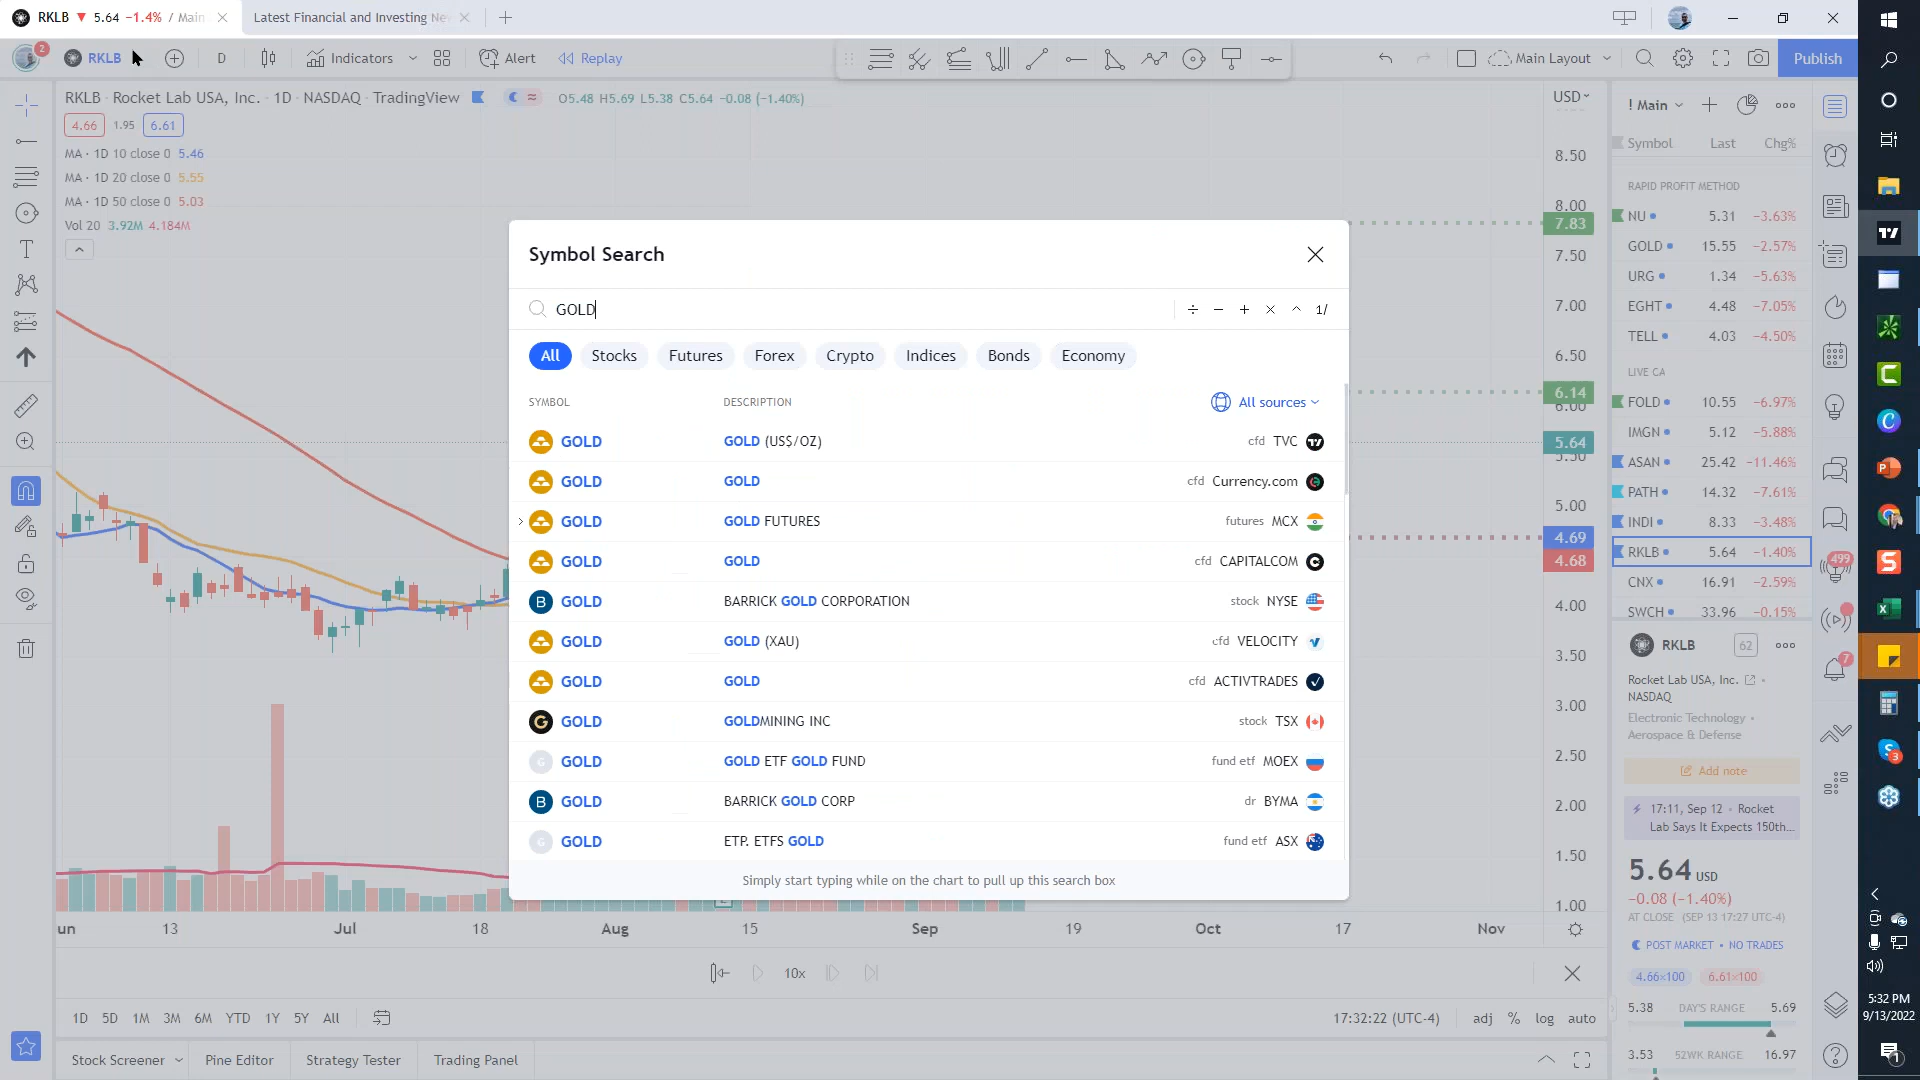 RKLB ▼ 5.64 −1.4% / Main
Latest Financial and Investing Ne
2
RKLB
D
Indicators
Alert
Replay
Main Layout
Publish
RKLB · Rocket Lab USA, Inc. · 1D · NASDAQ · TradingView
O5.48 H5.69 L5.38 C5.64 −0.08 (−1.40%)
4.66
1.95
6.61
MA · 1D 10 close 0 5.46
MA · 1D 20 close 0 5.55
MA · 1D 50 close 0 5.03
Vol 20 3.92M 4.184M
Symbol Search
GOLD
1/
All
Stocks
Futures
Forex
Crypto
Indices
Bonds
Economy
SYMBOL
DESCRIPTION
All sources
GOLD GOLD (US$/OZ) cfd TVC
GOLD GOLD cfd Currency.com
GOLD GOLD FUTURES futures MCX
GOLD GOLD cfd CAPITALCOM
B GOLD BARRICK GOLD CORPORATION stock NYSE
GOLD GOLD (XAU) cfd VELOCITY
GOLD GOLD cfd ACTIVTRADES
G GOLD GOLDMINING INC stock TSX
G GOLD GOLD ETF GOLD FUND fund etf MOEX
B GOLD BARRICK GOLD CORP dr BYMA
G GOLD ETP. ETFS GOLD fund etf ASX
Simply start typing while on the chart to pull up this search box
USD
8.50
8.00
7.83
7.50
7.00
6.50
6.14
6.00
5.64
5.50
5.00
4.69
4.68
4.00
3.50
3.00
2.50
2.00
1.50
1.00
un
13
Jul
18
Aug
15
Sep
19
Oct
17
Nov
10x
1D 5D 1M 3M 6M YTD 1Y 5Y All
17:32:22 (UTC-4)
adj % log auto
Stock Screener
Pine Editor
Strategy Tester
Trading Panel
! Main
Symbol Last Chg%
RAPID PROFIT METHOD
NU 5.31 −3.63%
GOLD 15.55 −2.57%
URG 1.34 −5.63%
EGHT 4.48 −7.05%
TELL 4.03 −4.50%
LIVE CA
FOLD 10.55 −6.97%
IMGN 5.12 −5.88%
ASAN 25.42 −11.46%
PATH 14.32 −7.61%
INDI 8.33 −3.48%
RKLB 5.64 −1.40%
CNX 16.91 −2.59%
SWCH 33.96 −0.15%
RKLB
62
Rocket Lab USA, Inc.
NASDAQ
Electronic Technology •
Aerospace & Defense
Add note
17:11, Sep 12 • Rocket
Lab Says It Expects 150th...
5.64 USD
−0.08 (−1.40%)
AT CLOSE (SEP 13 17:27 UTC-4)
POST MARKET • NO TRADES
4.66×100
6.61×100
5.38 DAY'S RANGE 5.69
3.53 52WK RANGE 16.97
499
7
3
5:32 PM
9/13/2022
1